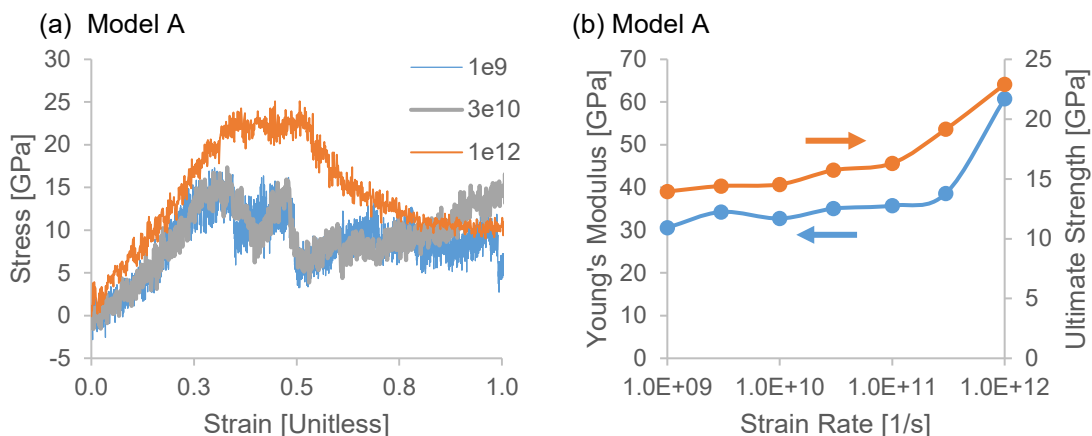 (a) Model A
30
25
20
15
10
5
0
-5
Stress [GPa]
0.0 0.3 0.5 0.8 1.0
Strain [Unitless]
1e9
3e10
1e12
(b) Model A
70
60
50
40
30
20
10
0
Young's Modulus [GPa]
25
20
15
10
5
0
Ultimate Strength [GPa]
1.0E+09 1.0E+10 1.0E+11 1.0E+12
Strain Rate [1/s]